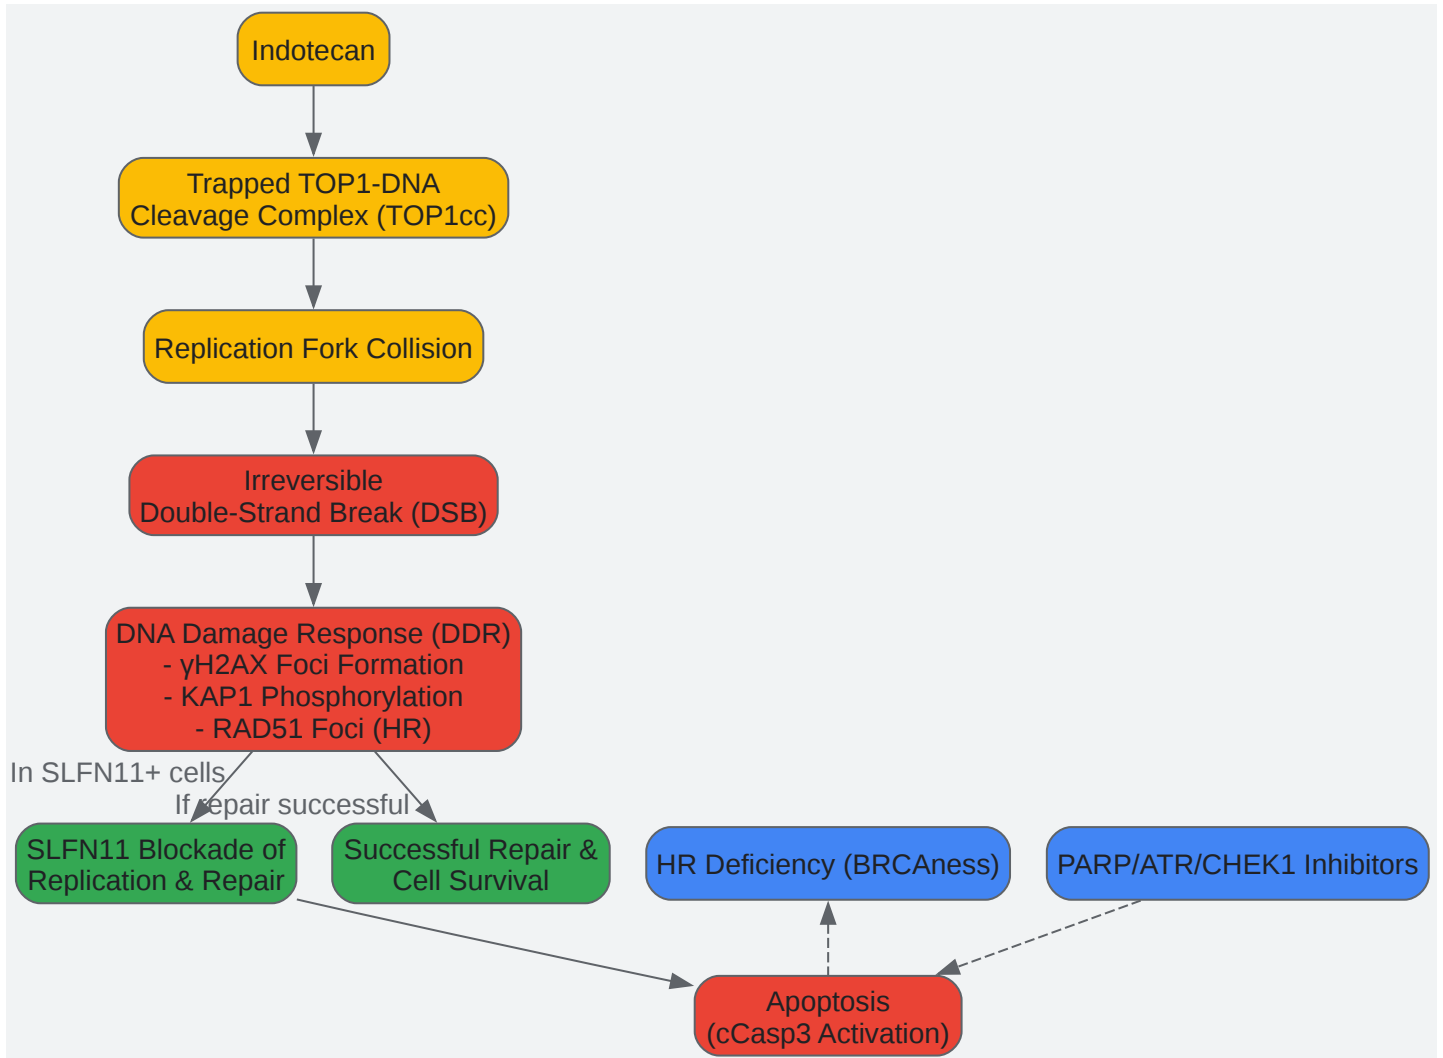 Indotecan
Trapped TOP1-DNA
Cleavage Complex (TOP1cc)
Replication Fork Collision
Irreversible
Double-Strand Break (DSB)
DNA Damage Response (DDR)
- γH2AX Foci Formation
- KAP1 Phosphorylation
- RAD51 Foci (HR)
In SLFN11+ cells
If repair successful
SLFN11 Blockade of
Replication & Repair
Successful Repair &
Cell Survival
HR Deficiency (BRCAness)
PARP/ATR/CHEK1 Inhibitors
Apoptosis
(cCasp3 Activation)